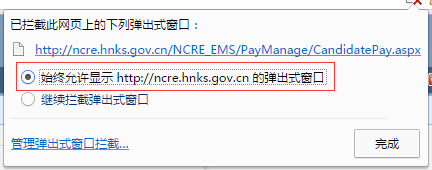 已拦截此网页上的下列弹出式窗口：
http://ncre.hnks.gov.cn/NCRE_EMS/PayManage/CandidatePay.aspx
始终允许显示 http://ncre.hnks.gov.cn 的弹出式窗口
继续拦截弹出式窗口
管理弹出式窗口拦截...
完成